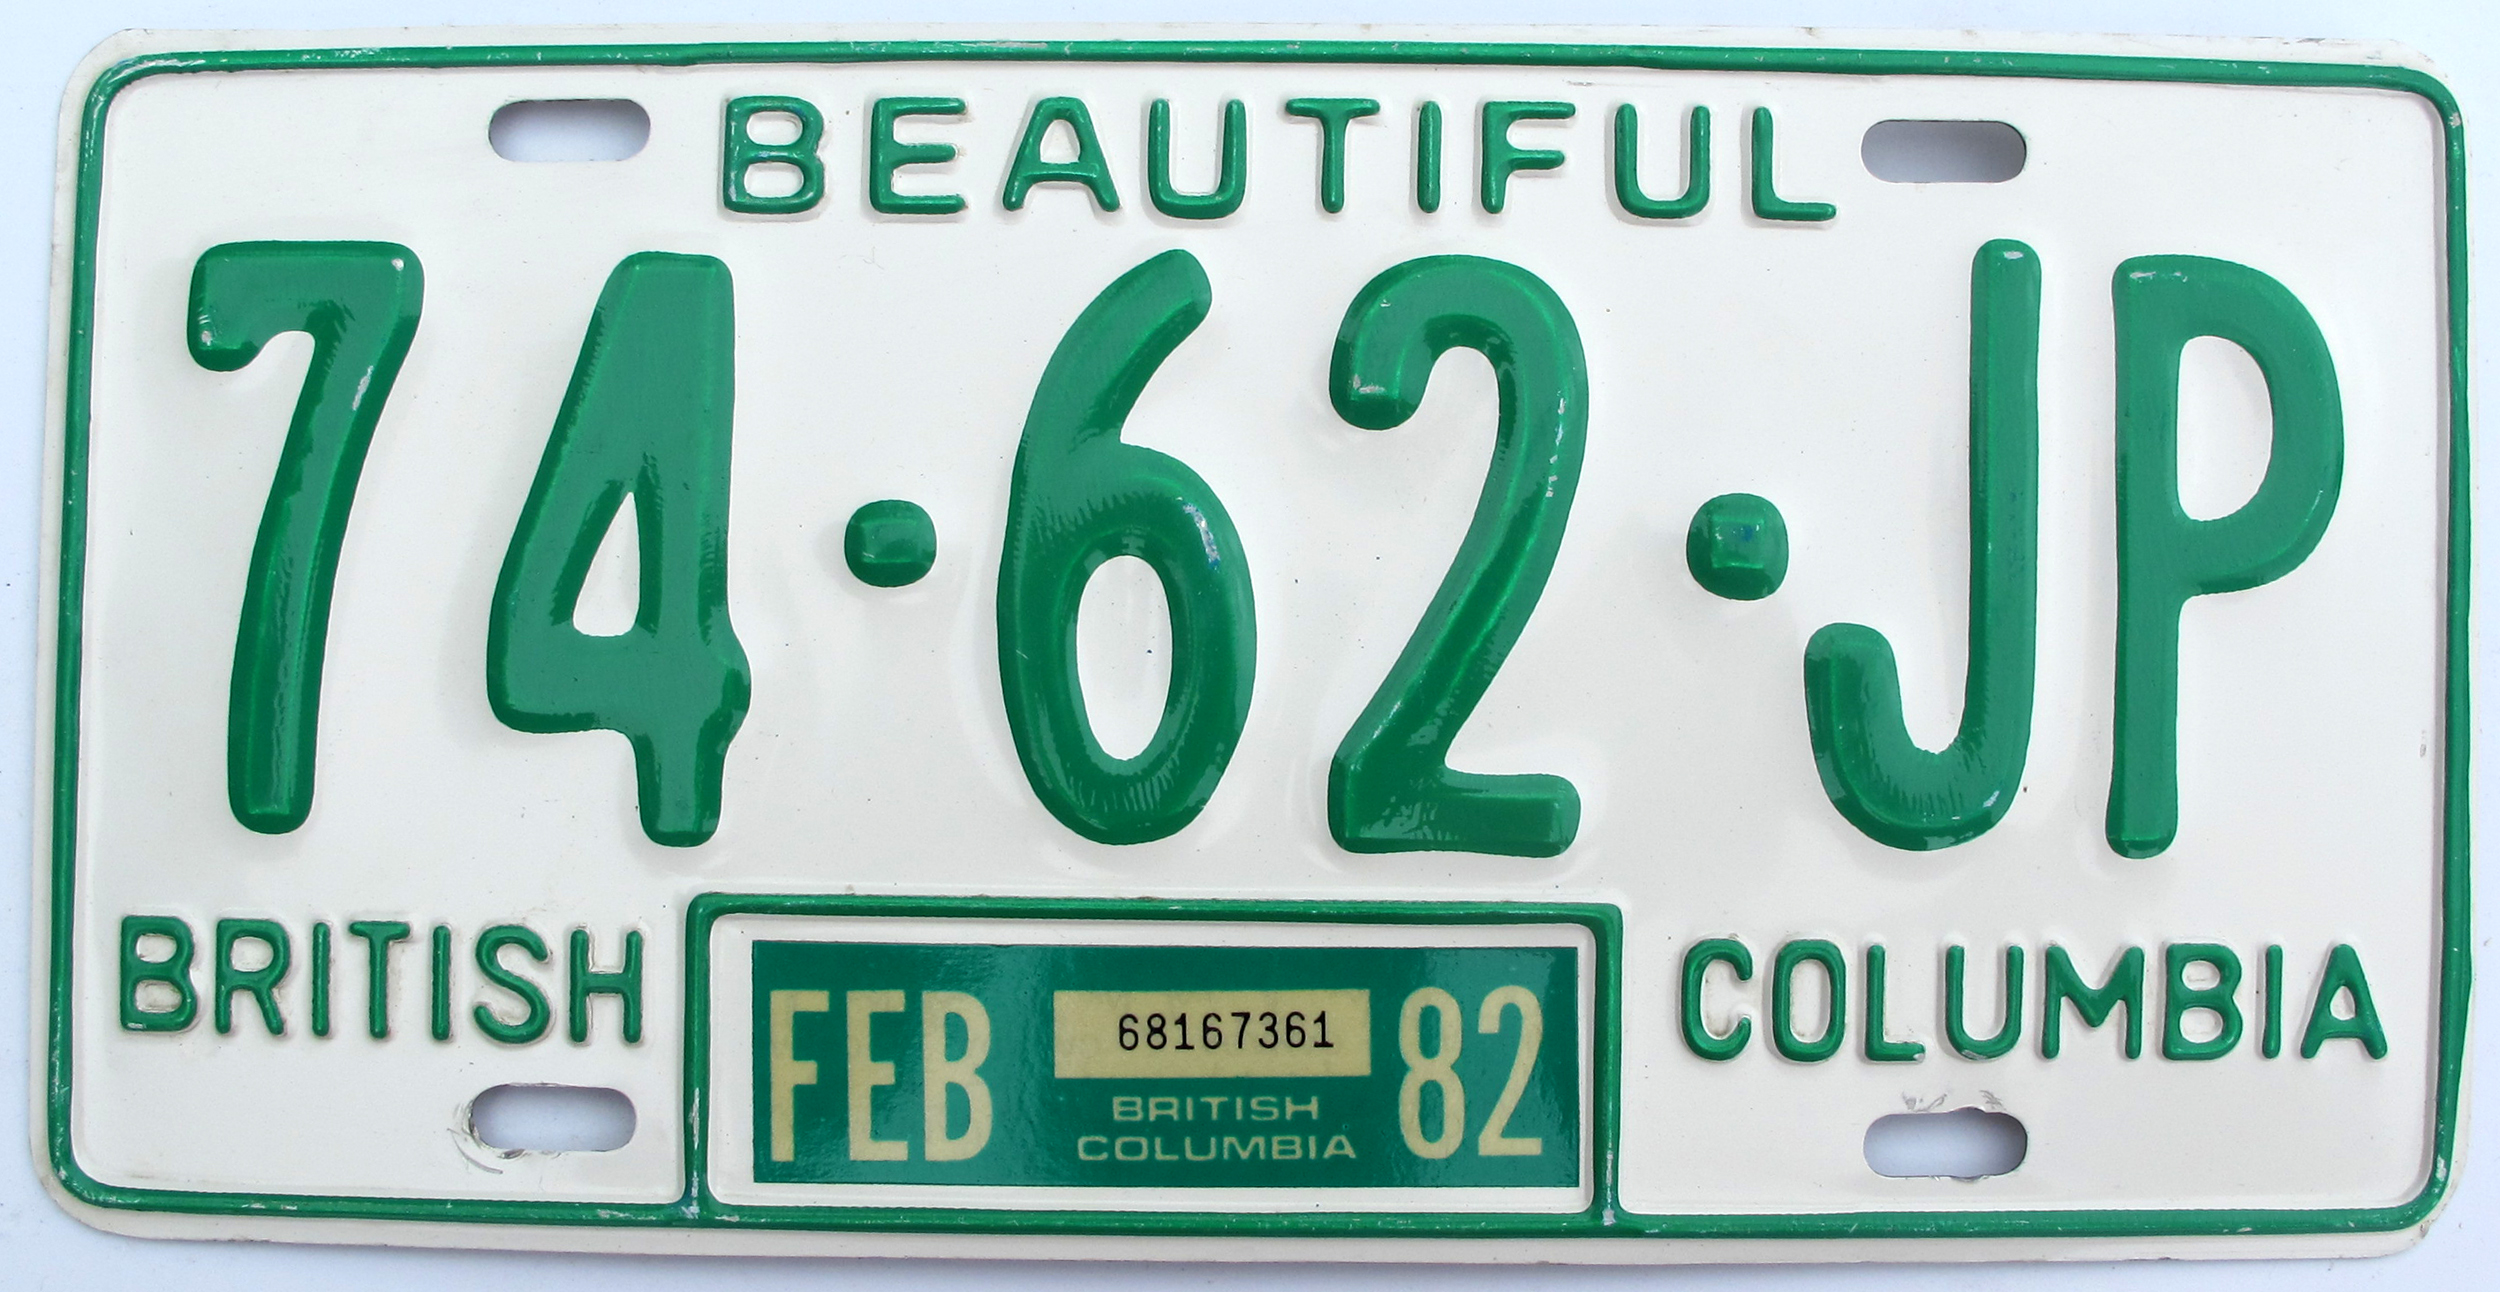 BEAUTIFUL
74·62·JP
BRITISH COLUMBIA
FEB 68167361 82
BRITISH
COLUMBIA